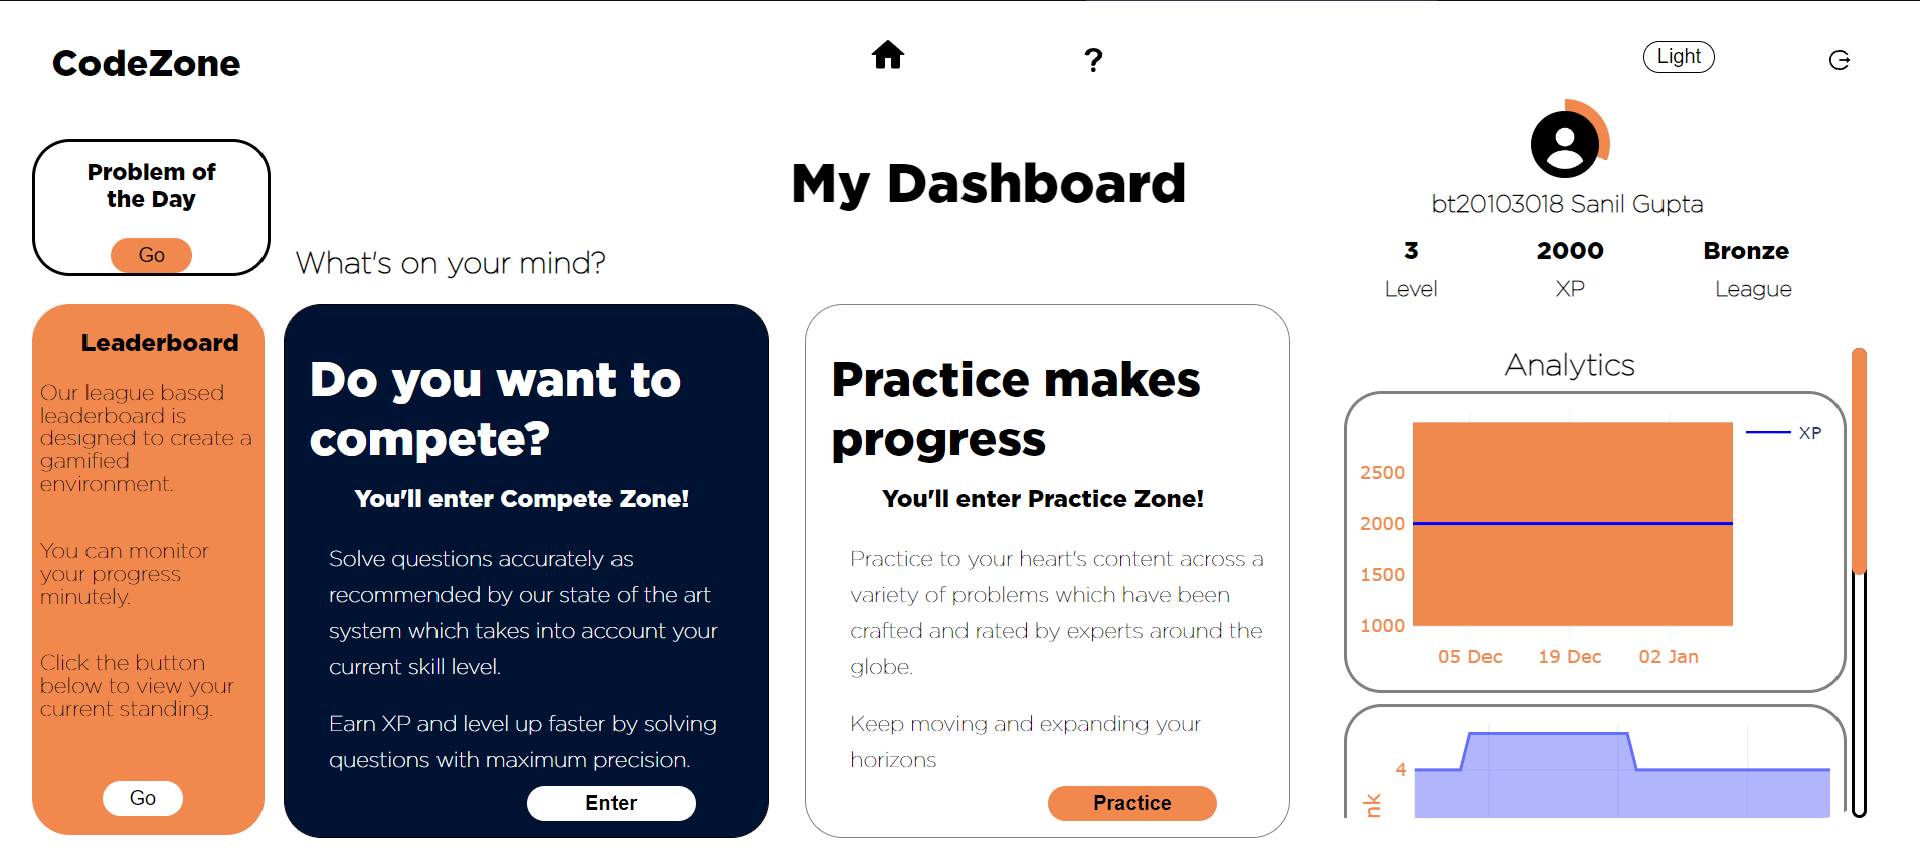 CodeZone
?
Light
Problem of
the Day
Go
My Dashboard
What's on your mind?
bt20103018 Sanil Gupta
3
2000
Bronze
Level
XP
League
Leaderboard
Our league based
leaderboard is
designed to create a
gamified
environment.
You can monitor
your progress
minutely.
Click the button
below to view your
current standing.
Go
Do you want to
compete?
You'll enter Compete Zone!
Solve questions accurately as
recommended by our state of the art
system which takes into account your
current skill level.
Earn XP and level up faster by solving
questions with maximum precision.
Enter
Practice makes
progress
You'll enter Practice Zone!
Practice to your heart's content across a
variety of problems which have been
crafted and rated by experts around the
globe.
Keep moving and expanding your
horizons
Practice
Analytics
XP
2500
2000
1500
1000
05 Dec
19 Dec
02 Jan
4